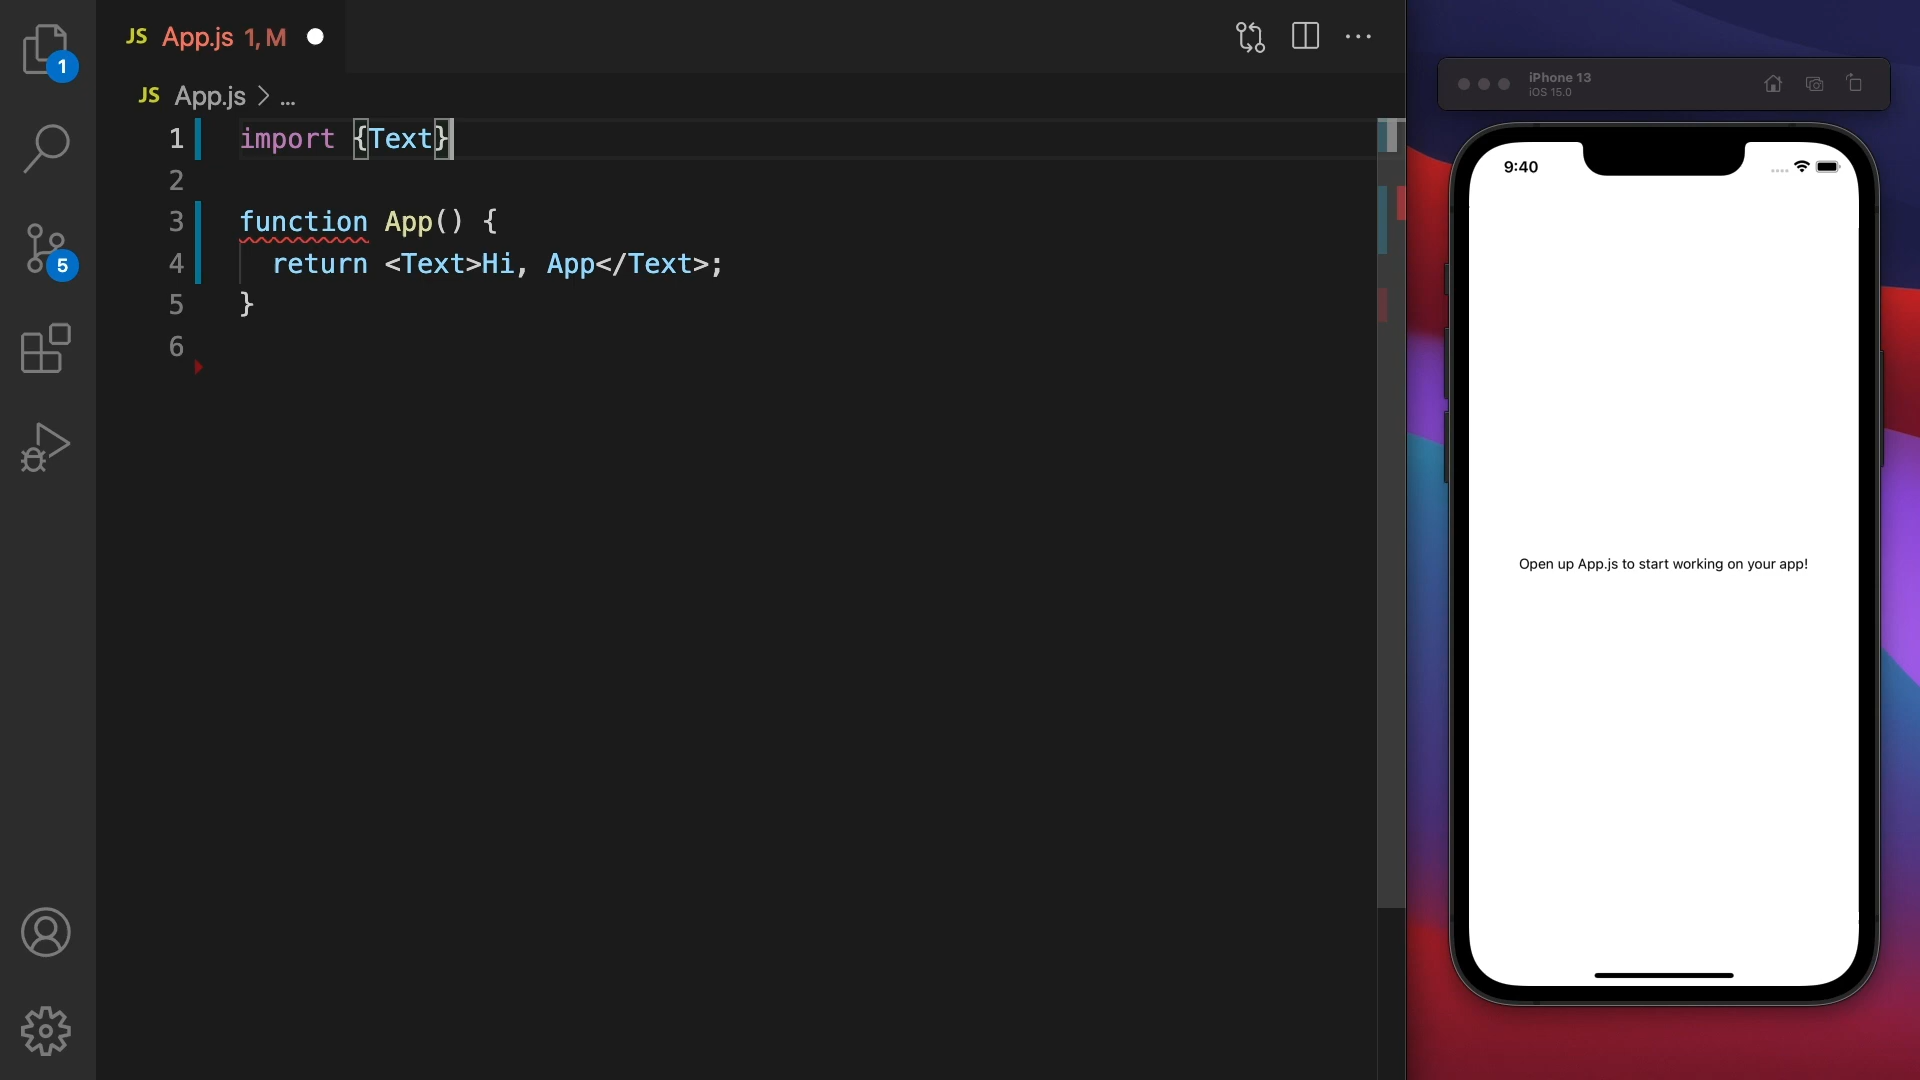 JS App.js 1, M
JS App.js > ...
1 import {Text}
2
3 function App() {
4 return <Text>Hi, App</Text>;
5 }
6
1
5
iPhone 13
iOS 15.0
9:40
Open up App.js to start working on your app!